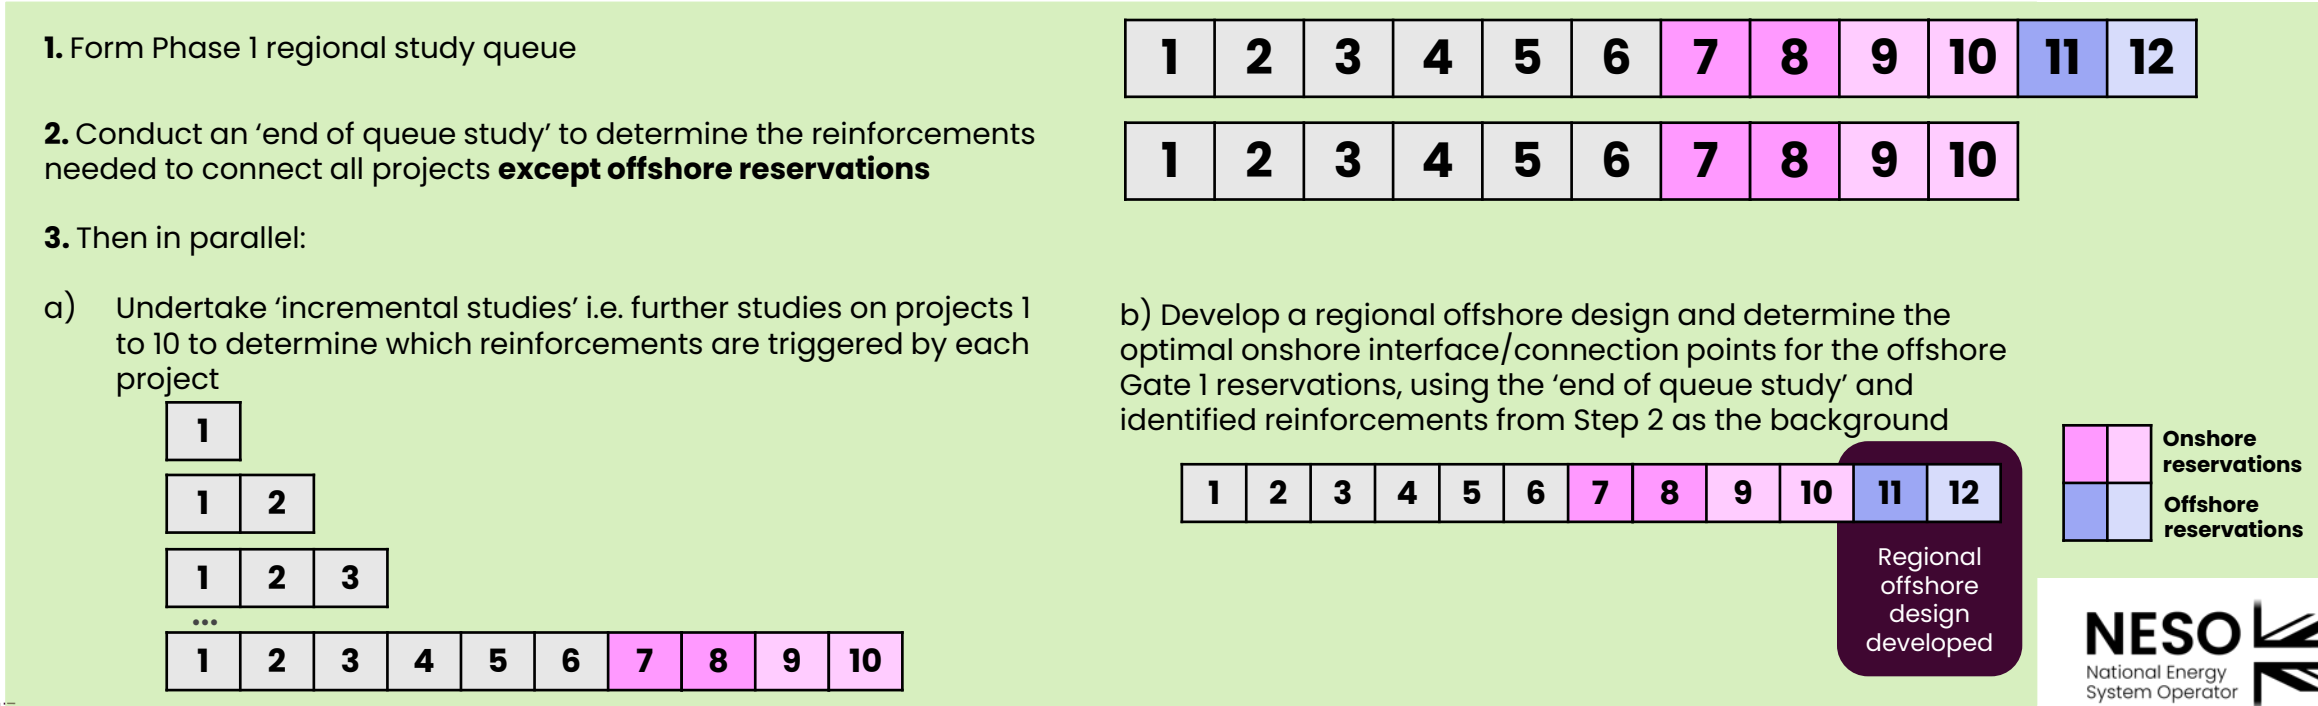 1. Form Phase 1 regional study queue
1 2 3 4 5 6 7 8 9 10 11 12
2. Conduct an ‘end of queue study’ to determine the reinforcements
needed to connect all projects except offshore reservations
1 2 3 4 5 6 7 8 9 10
3. Then in parallel:
a) Undertake ‘incremental studies’ i.e. further studies on projects 1
to 10 to determine which reinforcements are triggered by each
project
1
1 2
1 2 3
...
1 2 3 4 5 6 7 8 9 10
b) Develop a regional offshore design and determine the
optimal onshore interface/connection points for the offshore
Gate 1 reservations, using the ‘end of queue study’ and
identified reinforcements from Step 2 as the background
1 2 3 4 5 6 7 8 9 10 11 12
Regional
offshore
design
developed
Onshore
reservations
Offshore
reservations
NESO
National Energy
System Operator